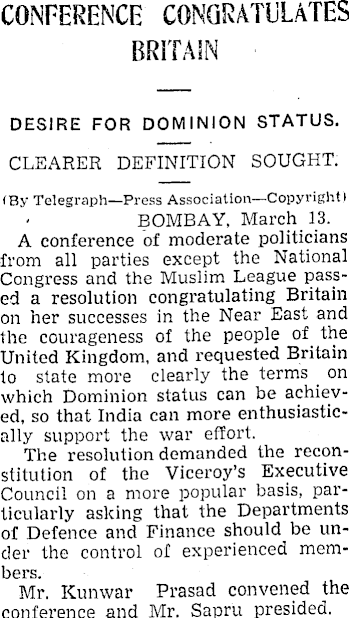 CONFERENCE CONGRATULATES
BRITAIN
DESIRE FOR DOMINION STATUS.
CLEARER DEFINITION SOUGHT.
(By Telegraph—Press Association—Copyright)
BOMBAY, March 13.
A conference of moderate politicians
from all parties except the National
Congress and the Muslim League pass-
ed a resolution congratulating Britain
on her successes in the Near East and
the courageness of the people of the
United Kingdom, and requested Britain
to state more clearly the terms on
which Dominion status can be achiev-
ed, so that India can more enthusiastic-
ally support the war effort.
The resolution demanded the recon-
stitution of the Viceroy's Executive
Council on a more popular basis, par-
ticularly asking that the Departments
of Defence and Finance should be un-
der the control of experienced mem-
bers.
Mr. Kunwar Prasad convened the
conference and Mr. Sapru presided.